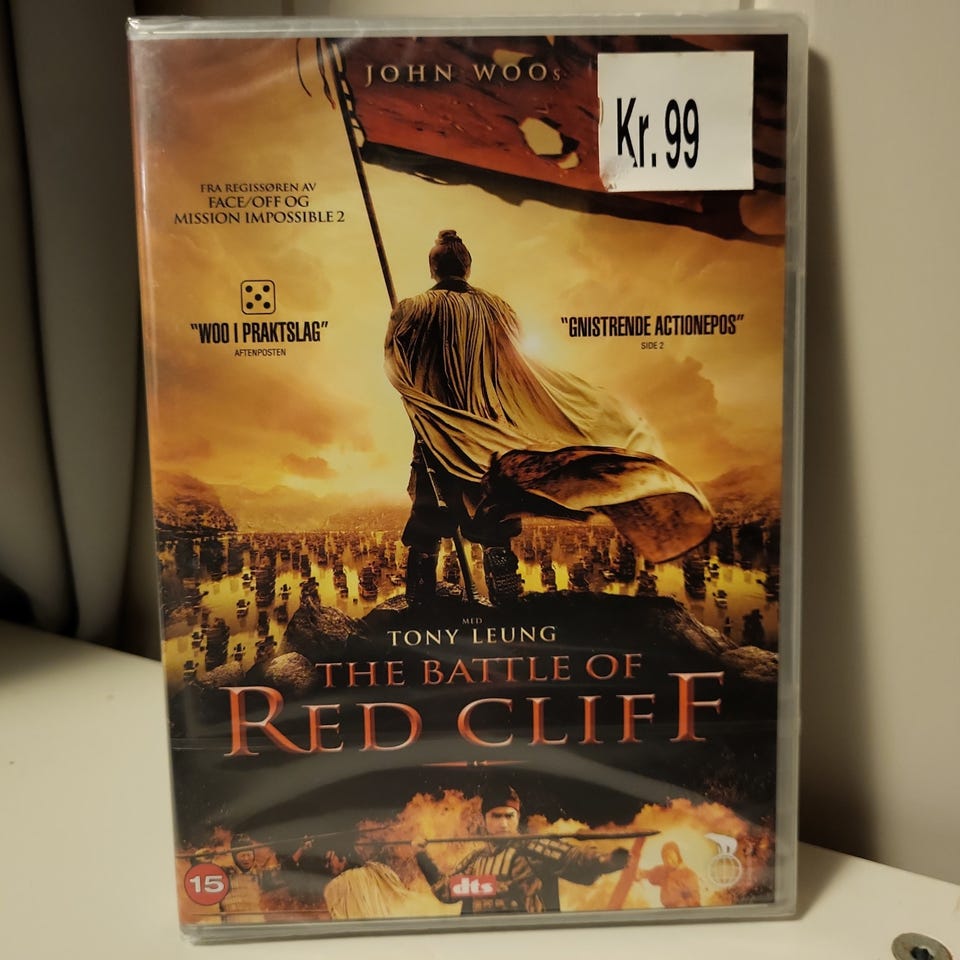 JOHN WOOs
Kr. 99
FRA REGISSØREN AV
FACE/OFF OG
MISSION IMPOSSIBLE 2
"WOO I PRAKTSLAG"
AFTENPOSTEN
"GNISTRENDE ACTIONEPOS"
SIDE 2
MED
TONY LEUNG
THE BATTLE OF
RED CLIFF
15
dts